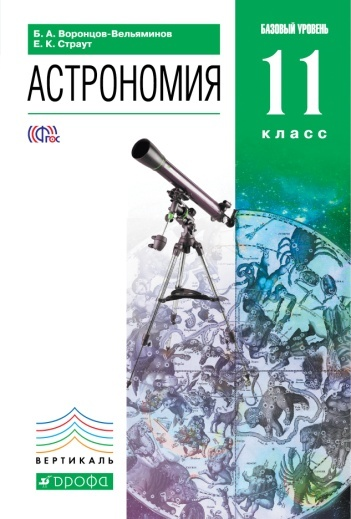 Б. А. Воронцов-Вельяминов
Е. К. Страут
АСТРОНОМИЯ
БАЗОВЫЙ УРОВЕНЬ
11
класс
ФГОС
ВЕРТИКАЛЬ
ДРОФА